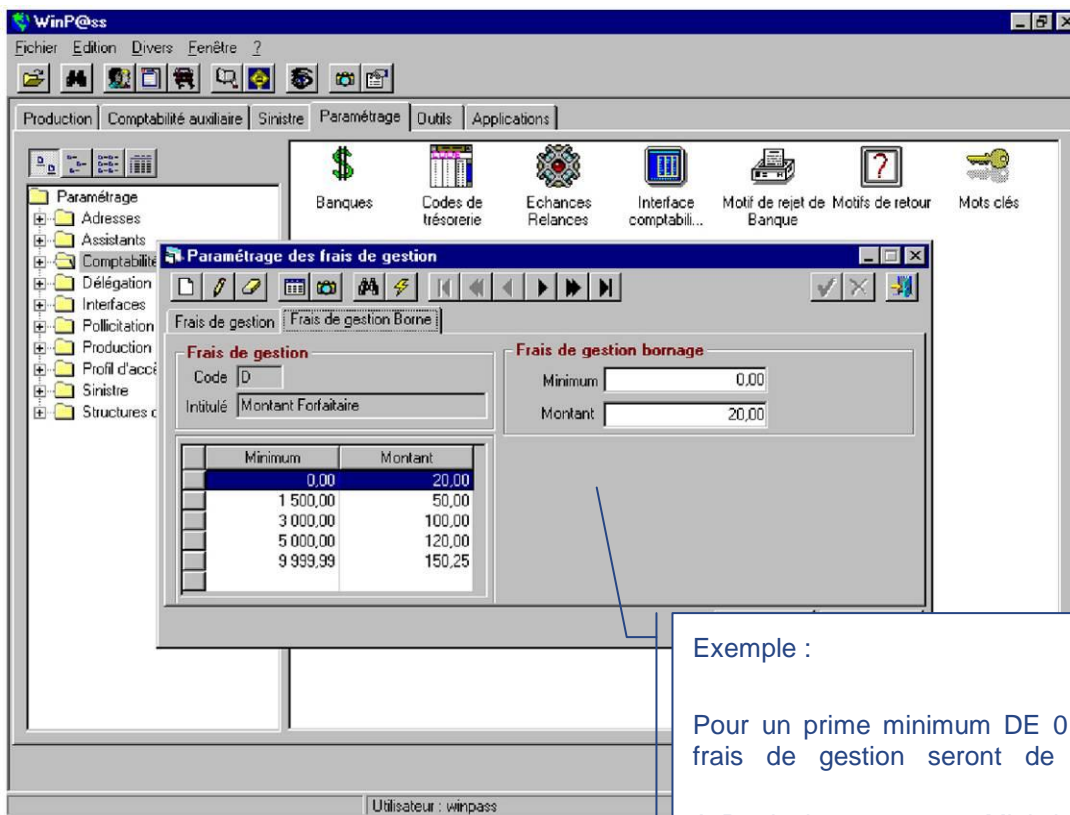 WinP@ss
Fichier Edition Divers Fenêtre ?
Production Comptabilité auxiliaire Sinistre Paramétrage Outils Applications
Paramétrage
Adresses
Assistants
Comptabilité
Délégation
Interfaces
Pollicitation
Production
Profil d'accè
Sinistre
Structures
Banques
Codes de trésorerie
Echances Relances
Interface comptabili...
Motif de rejet de Banque
Motifs de retour
Mots clés
Paramétrage des frais de gestion
Frais de gestion Frais de gestion Borne
Frais de gestion
Code D
Intitulé Montant Forfaitaire
Minimum Montant
0,00 20,00
1 500,00 50,00
3 000,00 100,00
5 000,00 120,00
9 999,99 150,25
Frais de gestion bornage
Minimum 0,00
Montant 20,00
Exemple :
Pour un prime minimum DE 0
frais de gestion seront de
Utilisateur : winpass